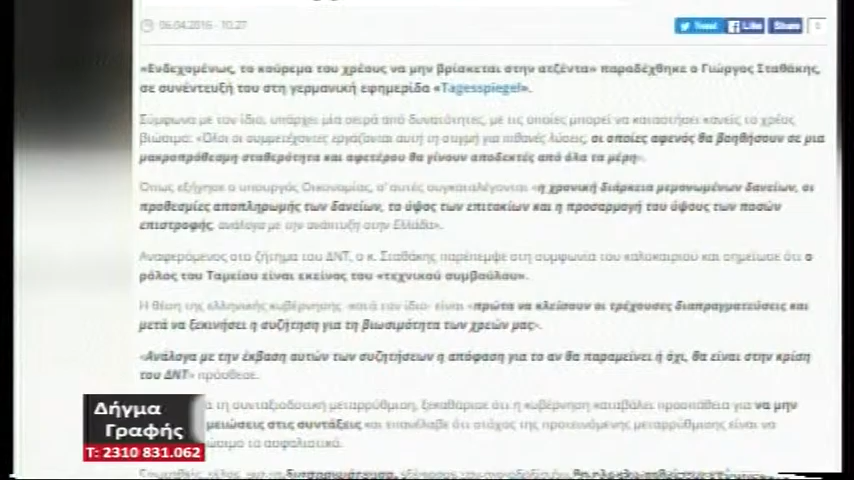 06.04.2016 - 10:27
Tweet Like Share 0
«Ενδεχομένως, το κούρεμα του χρέους να μην βρίσκεται στην ατζέντα» παραδέχθηκε ο Γιώργος Σταθάκης,
σε συνέντευξή του στη γερμανική εφημερίδα «Tagesspiegel».
Σύμφωνα με τον ίδιο, υπάρχει μία σειρά από δυνατότητες, με τις οποίες μπορεί να καταστήσει κανείς το χρέος
βιώσιμο: «Όλοι οι συμμετέχοντες εργάζονται αυτή τη στιγμή για πιθανές λύσεις, οι οποίες αφενός θα βοηθήσουν σε μια
μακροπρόθεσμη σταθερότητα και αφετέρου θα γίνουν αποδεκτές από όλα τα μέρη».
Όπως εξήγησε ο υπουργός Οικονομίας, σ' αυτές συγκαταλέγονται «η χρονική διάρκεια μεμονωμένων δανείων, οι
προθεσμίες αποπληρωμής των δανείων, το ύψος των επιτοκίων και η προσαρμογή του ύψους των ποσών
επιστροφής, ανάλογα με την ανάπτυξη στην Ελλάδα».
Αναφερόμενος στο ζήτημα του ΔΝΤ, ο κ. Σταθάκης παρέπεμψε στη συμφωνία του καλοκαιριού και σημείωσε ότι ο
ρόλος του Ταμείου είναι εκείνος του «τεχνικού συμβούλου».
Η θέση της ελληνικής κυβέρνησης -κατά τον ίδιο- είναι «πρώτα να κλείσουν οι τρέχουσες διαπραγματεύσεις και
μετά να ξεκινήσει η συζήτηση για τη βιωσιμότητα των χρεών μας».
«Ανάλογα με την έκβαση αυτών των συζητήσεων η απόφαση για το αν θα παραμείνει ή όχι, θα είναι στην κρίση
του ΔΝΤ» πρόσθεσε.
α τη συνταξιοδοτική μεταρρύθμιση, ξεκαθάρισε ότι η κυβέρνηση καταβάλει προσπάθεια για να μην
μειώσεις στις συντάξεις και επανέλαβε ότι στόχος της προτεινόμενης μεταρρύθμισης είναι να
ώσιμο το ασφαλιστικό.
Δήγμα
Γραφής
Τ: 2310 831.062